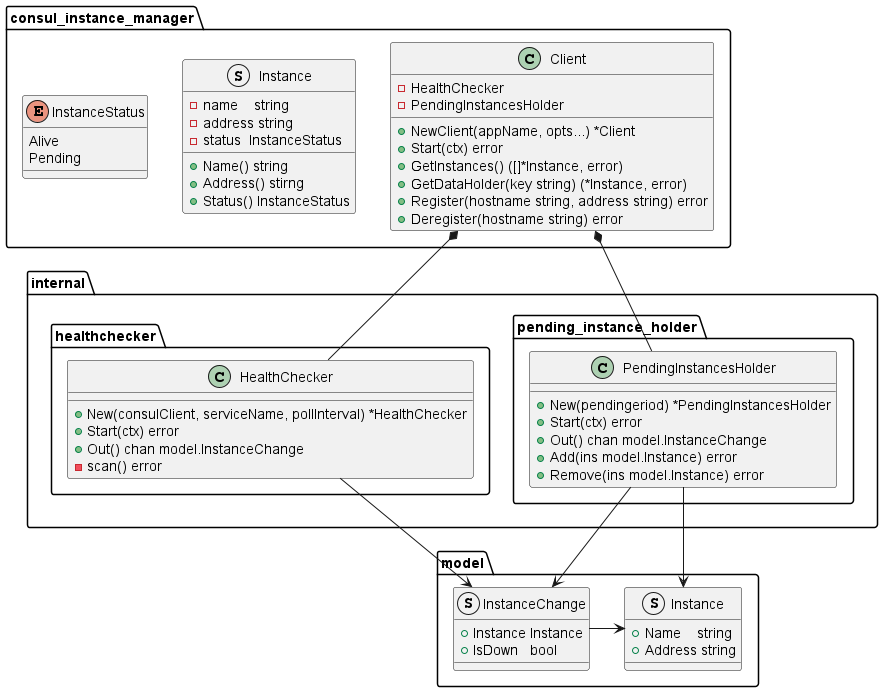 consul_instance_manager
E InstanceStatus
Alive
Pending
S Instance
name string
address string
status InstanceStatus
Name() string
Address() stirng
Status() InstanceStatus
C Client
HealthChecker
PendingInstancesHolder
NewClient(appName, opts...) *Client
Start(ctx) error
GetInstances() ([]*Instance, error)
GetDataHolder(key string) (*Instance, error)
Register(hostname string, address string) error
Deregister(hostname string) error
internal
healthchecker
C HealthChecker
New(consulClient, serviceName, pollInterval) *HealthChecker
Start(ctx) error
Out() chan model.InstanceChange
scan() error
pending_instance_holder
C PendingInstancesHolder
New(pendingeriod) *PendingInstancesHolder
Start(ctx) error
Out() chan model.InstanceChange
Add(ins model.Instance) error
Remove(ins model.Instance) error
model
S InstanceChange
Instance Instance
IsDown bool
S Instance
Name string
Address string